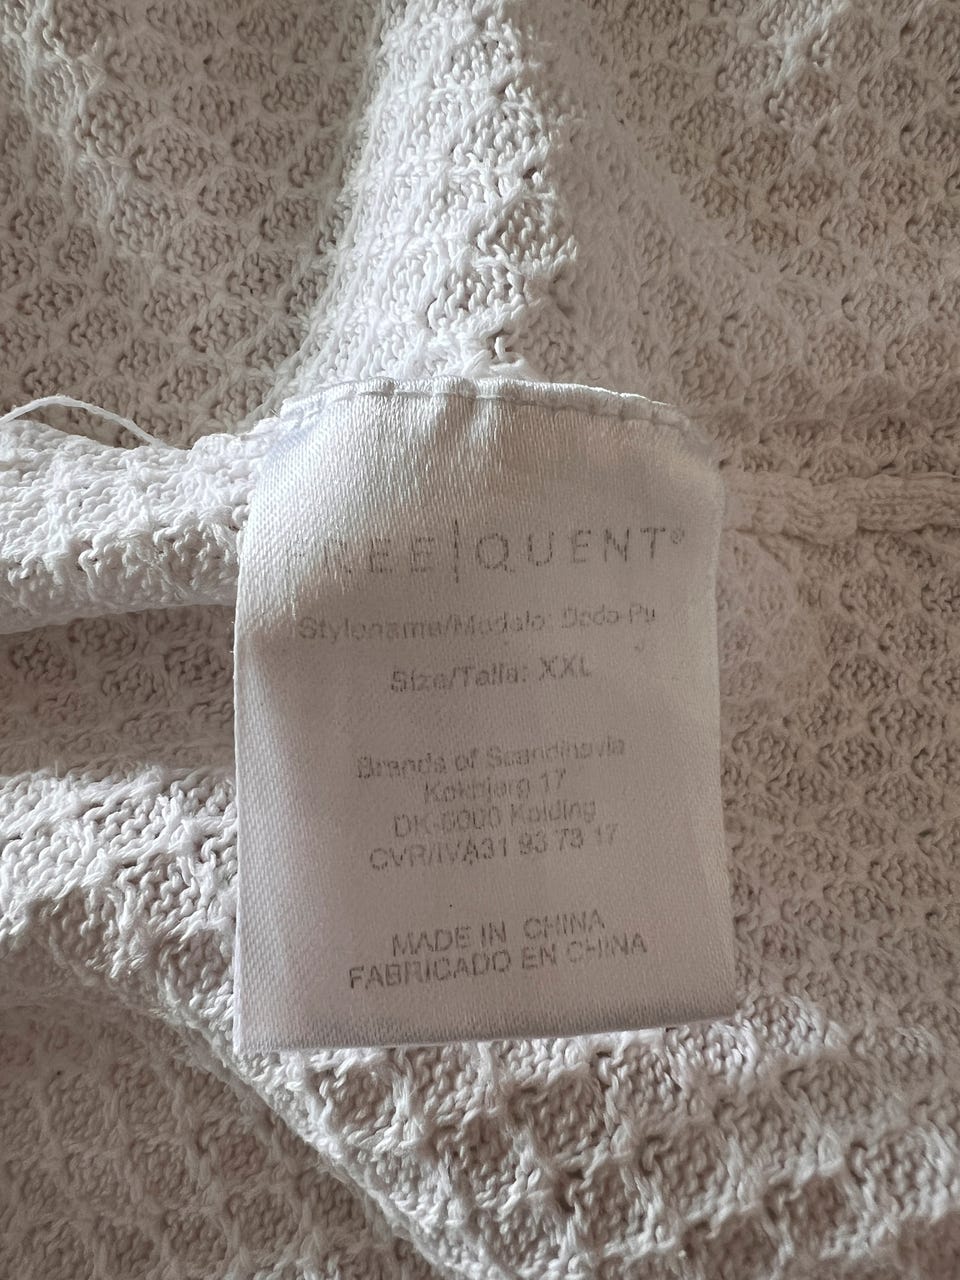 FREE|QUENT®
Stylename/Modelo: Dodo-Pu
Size/Talla: XXL
Brands of Scandinavia
Kokbjerg 17
DK-6000 Kolding
CVR/IVA31 93 73 17
MADE IN CHINA
FABRICADO EN CHINA